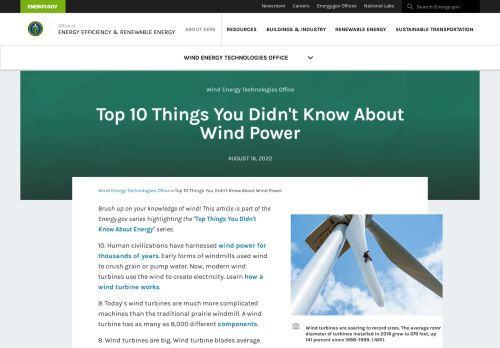 ENERGY.GOV
Newsroom Careers Energy.gov Offices National Labs Search Energy.gov
Office of
ENERGY EFFICIENCY & RENEWABLE ENERGY
ABOUT EERE RESOURCES BUILDINGS & INDUSTRY RENEWABLE ENERGY SUSTAINABLE TRANSPORTATION
WIND ENERGY TECHNOLOGIES OFFICE
Wind Energy Technologies Office
Top 10 Things You Didn't Know About
Wind Power
AUGUST 16, 2022
Wind Energy Technologies Office » Top 10 Things You Didn't Know About Wind Power
Brush up on your knowledge of wind! This article is part of the
Energy.gov series highlighting the "Top Things You Didn't
Know About Energy" series.
10. Human civilizations have harnessed wind power for
thousands of years. Early forms of windmills used wind
to crush grain or pump water. Now, modern wind
turbines use the wind to create electricity. Learn how a
wind turbine works.
9. Today's wind turbines are much more complicated
machines than the traditional prairie windmill. A wind
turbine has as many as 8,000 different components.
8. Wind turbines are big. Wind turbine blades average
Wind turbines are soaring to record sizes. The average rotor
diameter of turbines installed in 2018 grew to 379 feet, up
141 percent since 1998-1999. | NREL